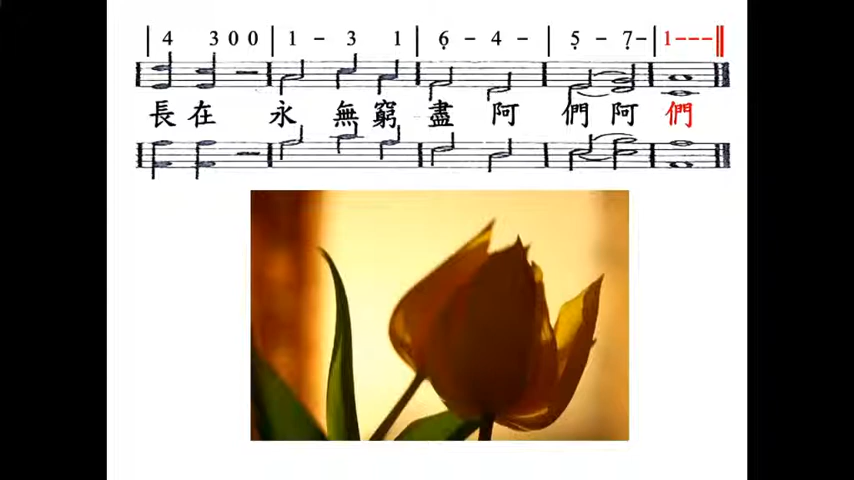 4 3 0 0 | 1 - 3 1 | 6̣ - 4 - | 5̣ - 7̣ - | 1 - - -
長在 永 無窮 盡 阿 們阿 們